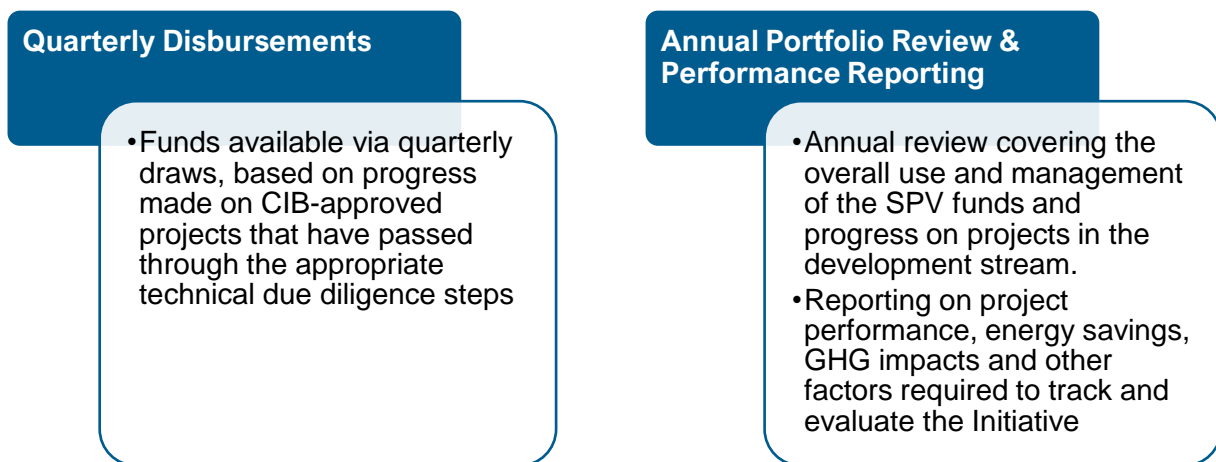 Quarterly Disbursements
•Funds available via quarterly
draws, based on progress
made on CIB-approved
projects that have passed
through the appropriate
technical due diligence steps
Annual Portfolio Review &
Performance Reporting
•Annual review covering the
overall use and management
of the SPV funds and
progress on projects in the
development stream.
•Reporting on project
performance, energy savings,
GHG impacts and other
factors required to track and
evaluate the Initiative